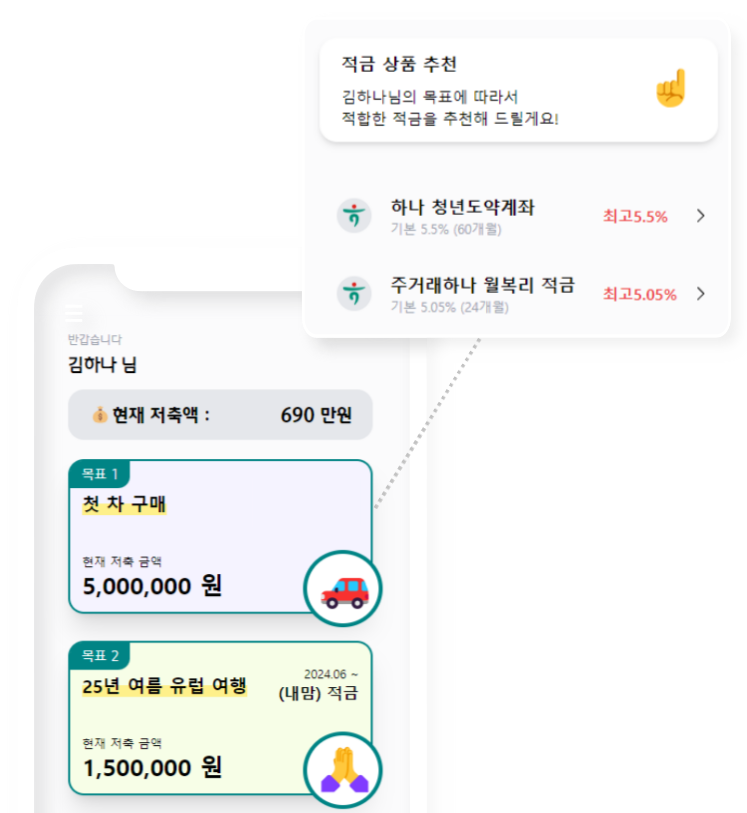 적금 상품 추천
김하나님의 목표에 따라서
적합한 적금을 추천해 드릴게요!
하나 청년도약계좌
기본 5.5% (60개월)
최고5.5%
주거래하나 월복리 적금
기본 5.05% (24개월)
최고5.05%
반갑습니다
김하나 님
현재 저축액 :
690 만원
목표 1
첫 차 구매
현재 저축 금액
5,000,000 원
목표 2
25년 여름 유럽 여행
2024.06 ~
(내맘) 적금
현재 저축 금액
1,500,000 원